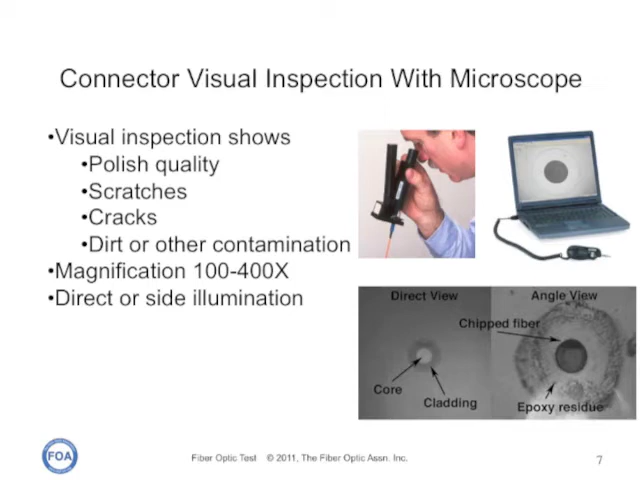 Connector Visual Inspection With Microscope
•Visual inspection shows
•Polish quality
•Scratches
•Cracks
•Dirt or other contamination
•Magnification 100-400X
•Direct or side illumination
Direct View
Angle View
Chipped fiber
Core
Cladding
Epoxy residue
FOA
Fiber Optic Test © 2011, The Fiber Optic Assn. Inc.
7